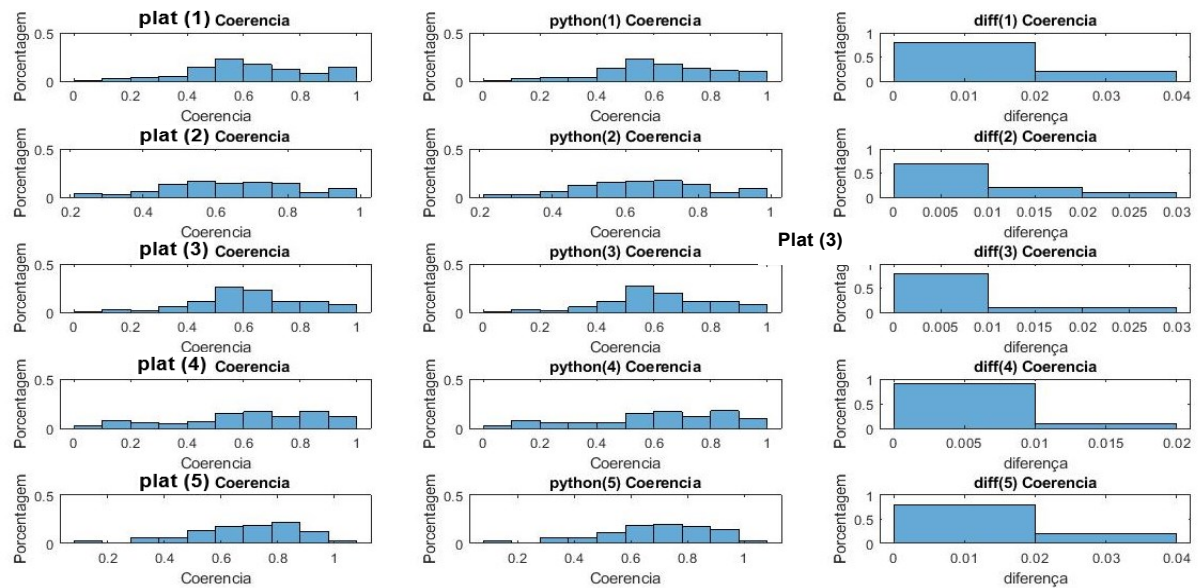 plat (1) Coerencia
Porcentagem
0.5
0
0 0.2 0.4 0.6 0.8 1
Coerencia
python(1) Coerencia
Porcentagem
0.5
0
0 0.2 0.4 0.6 0.8 1
Coerencia
diff(1) Coerencia
Porcentagem
1
0.5
0
0 0.01 0.02 0.03 0.04
diferença
plat (2) Coerencia
Porcentagem
0.5
0
0.2 0.4 0.6 0.8 1
Coerencia
python(2) Coerencia
Porcentagem
0.5
0
0.2 0.4 0.6 0.8 1
Coerencia
diff(2) Coerencia
Porcentagem
1
0.5
0
0 0.005 0.01 0.015 0.02 0.025 0.03
diferença
plat (3) Coerencia
Porcentagem
0.5
0
0 0.2 0.4 0.6 0.8 1
Coerencia
python(3) Coerencia
Porcentagem
0.5
0
0 0.2 0.4 0.6 0.8 1
Coerencia
Plat (3)
diff(3) Coerencia
Porcentag
1
0.5
0
0 0.005 0.01 0.015 0.02 0.025 0.03
diferença
plat (4) Coerencia
Porcentagem
0.5
0
0 0.2 0.4 0.6 0.8 1
Coerencia
python(4) Coerencia
Porcentagem
0.5
0
0 0.2 0.4 0.6 0.8 1
Coerencia
diff(4) Coerencia
Porcentagem
1
0.5
0
0 0.005 0.01 0.015 0.02
diferença
plat (5) Coerencia
Porcentagem
0.5
0
0.2 0.4 0.6 0.8 1
Coerencia
python(5) Coerencia
Porcentagem
0.5
0
0.2 0.4 0.6 0.8 1
Coerencia
diff(5) Coerencia
Porcentagem
1
0.5
0
0 0.01 0.02 0.03 0.04
diferença